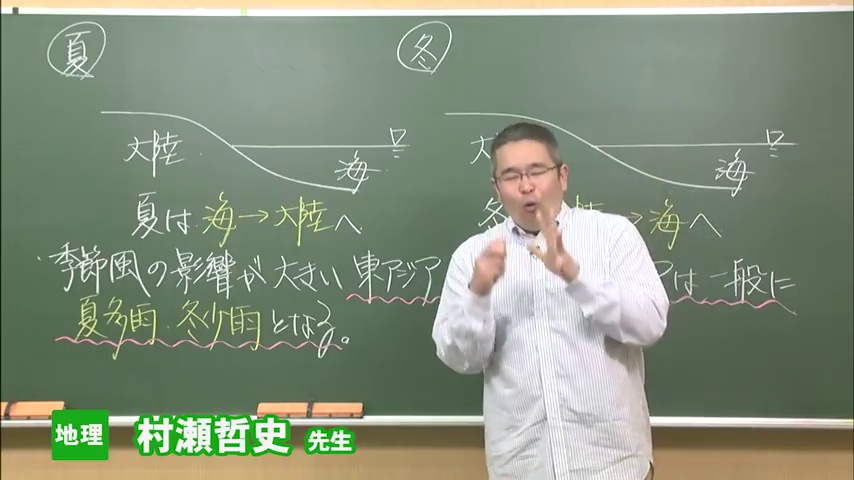 夏
冬
大陸
海
大
海
夏は 海→大陸へ
冬 陸→海へ
季節風の影響が大きい東アジア アは一般に
夏多雨・冬少雨となる。
地理 村瀬哲史 先生